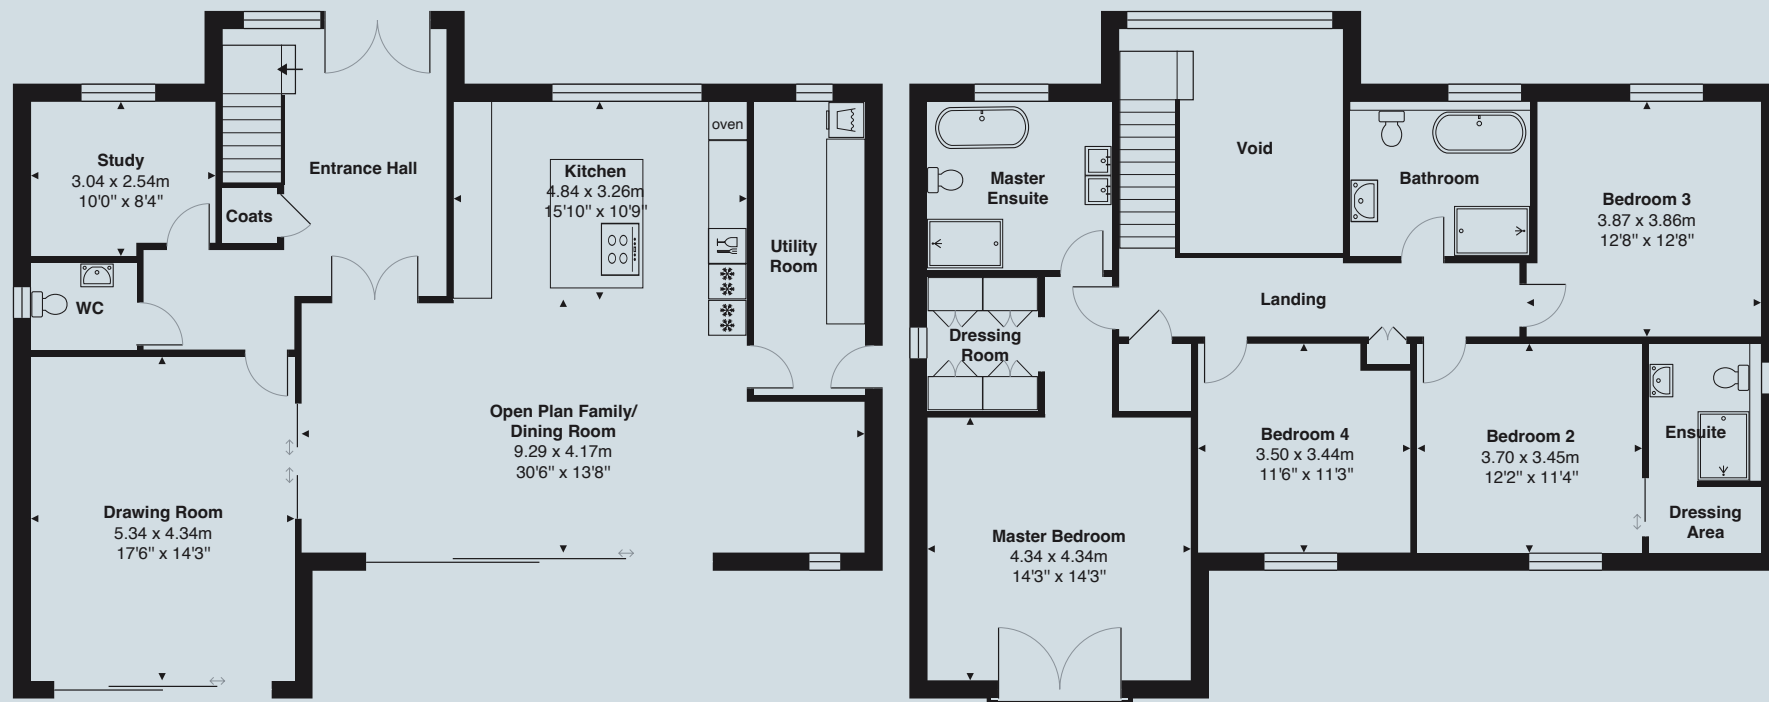 Study
3.04 x 2.54m
10'0" x 8'4"
Entrance Hall
Coats
WC
Kitchen
4.84 x 3.26m
15'10" x 10'9"
oven
Utility
Room
Open Plan Family/
Dining Room
9.29 x 4.17m
30'6" x 13'8"
Drawing Room
5.34 x 4.34m
17'6" x 14'3"
Master
Ensuite
Void
Bathroom
Bedroom 3
3.87 x 3.86m
12'8" x 12'8"
Landing
Dressing
Room
Bedroom 4
3.50 x 3.44m
11'6" x 11'3"
Bedroom 2
3.70 x 3.45m
12'2" x 11'4"
Ensuite
Dressing
Area
Master Bedroom
4.34 x 4.34m
14'3" x 14'3"